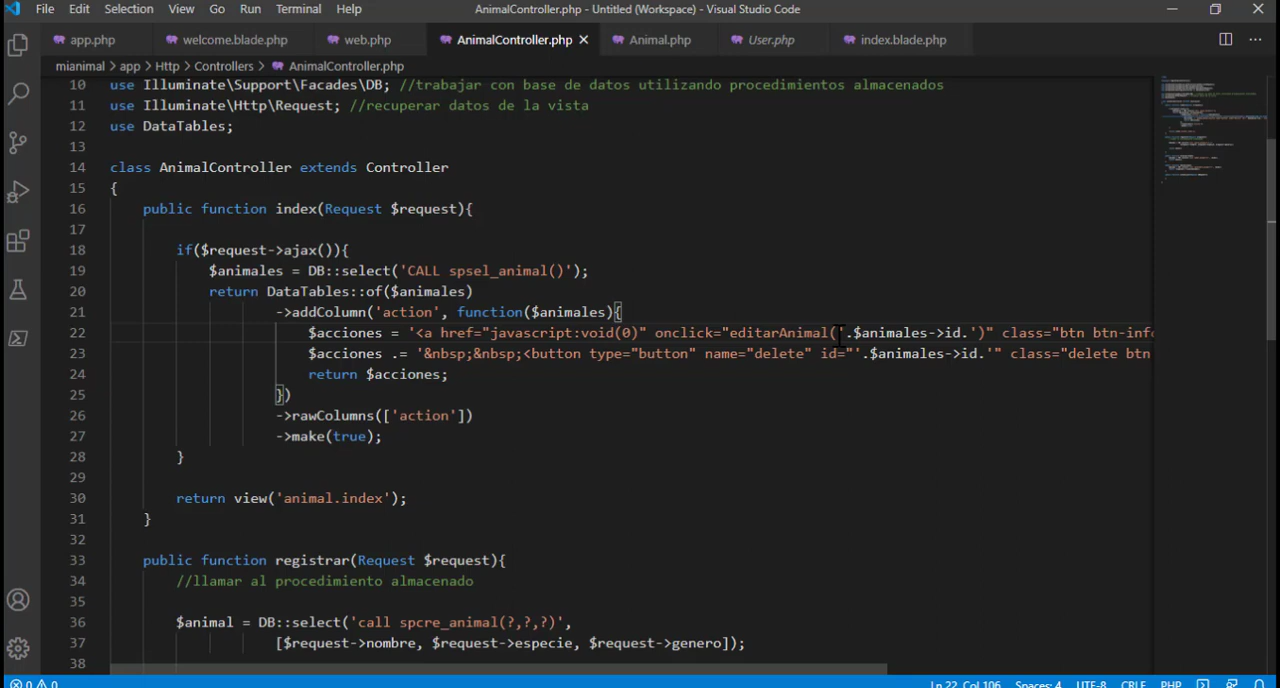 File Edit Selection View Go Run Terminal Help AnimalController.php - Untitled (Workspace) - Visual Studio Code
app.php welcome.blade.php web.php AnimalController.php Animal.php User.php index.blade.php
mianimal > app > Http > Controllers > AnimalController.php
10 use Illuminate\Support\Facades\DB; //trabajar con base de datos utilizando procedimientos almacenados
11 use Illuminate\Http\Request; //recuperar datos de la vista
12 use DataTables;
13
14 class AnimalController extends Controller
15 {
16 public function index(Request $request){
17
18 if($request->ajax()){
19 $animales = DB::select('CALL spsel_animal()');
20 return DataTables::of($animales)
21 ->addColumn('action', function($animales){
22 $acciones = '<a href="javascript:void(0)" onclick="editarAnimal('.$animales->id.')" class="btn btn-info
23 $acciones .= '&nbsp;&nbsp;<button type="button" name="delete" id="'.$animales->id.'" class="delete btn
24 return $acciones;
25 })
26 ->rawColumns(['action'])
27 ->make(true);
28 }
29
30 return view('animal.index');
31 }
32
33 public function registrar(Request $request){
34 //llamar al procedimiento almacenado
35
36 $animal = DB::select('call spcre_animal(?,?,?)',
37 [$request->nombre, $request->especie, $request->genero]);
38
0 0 Ln 22, Col 106 Spaces: 4 UTF-8 CRLF PHP